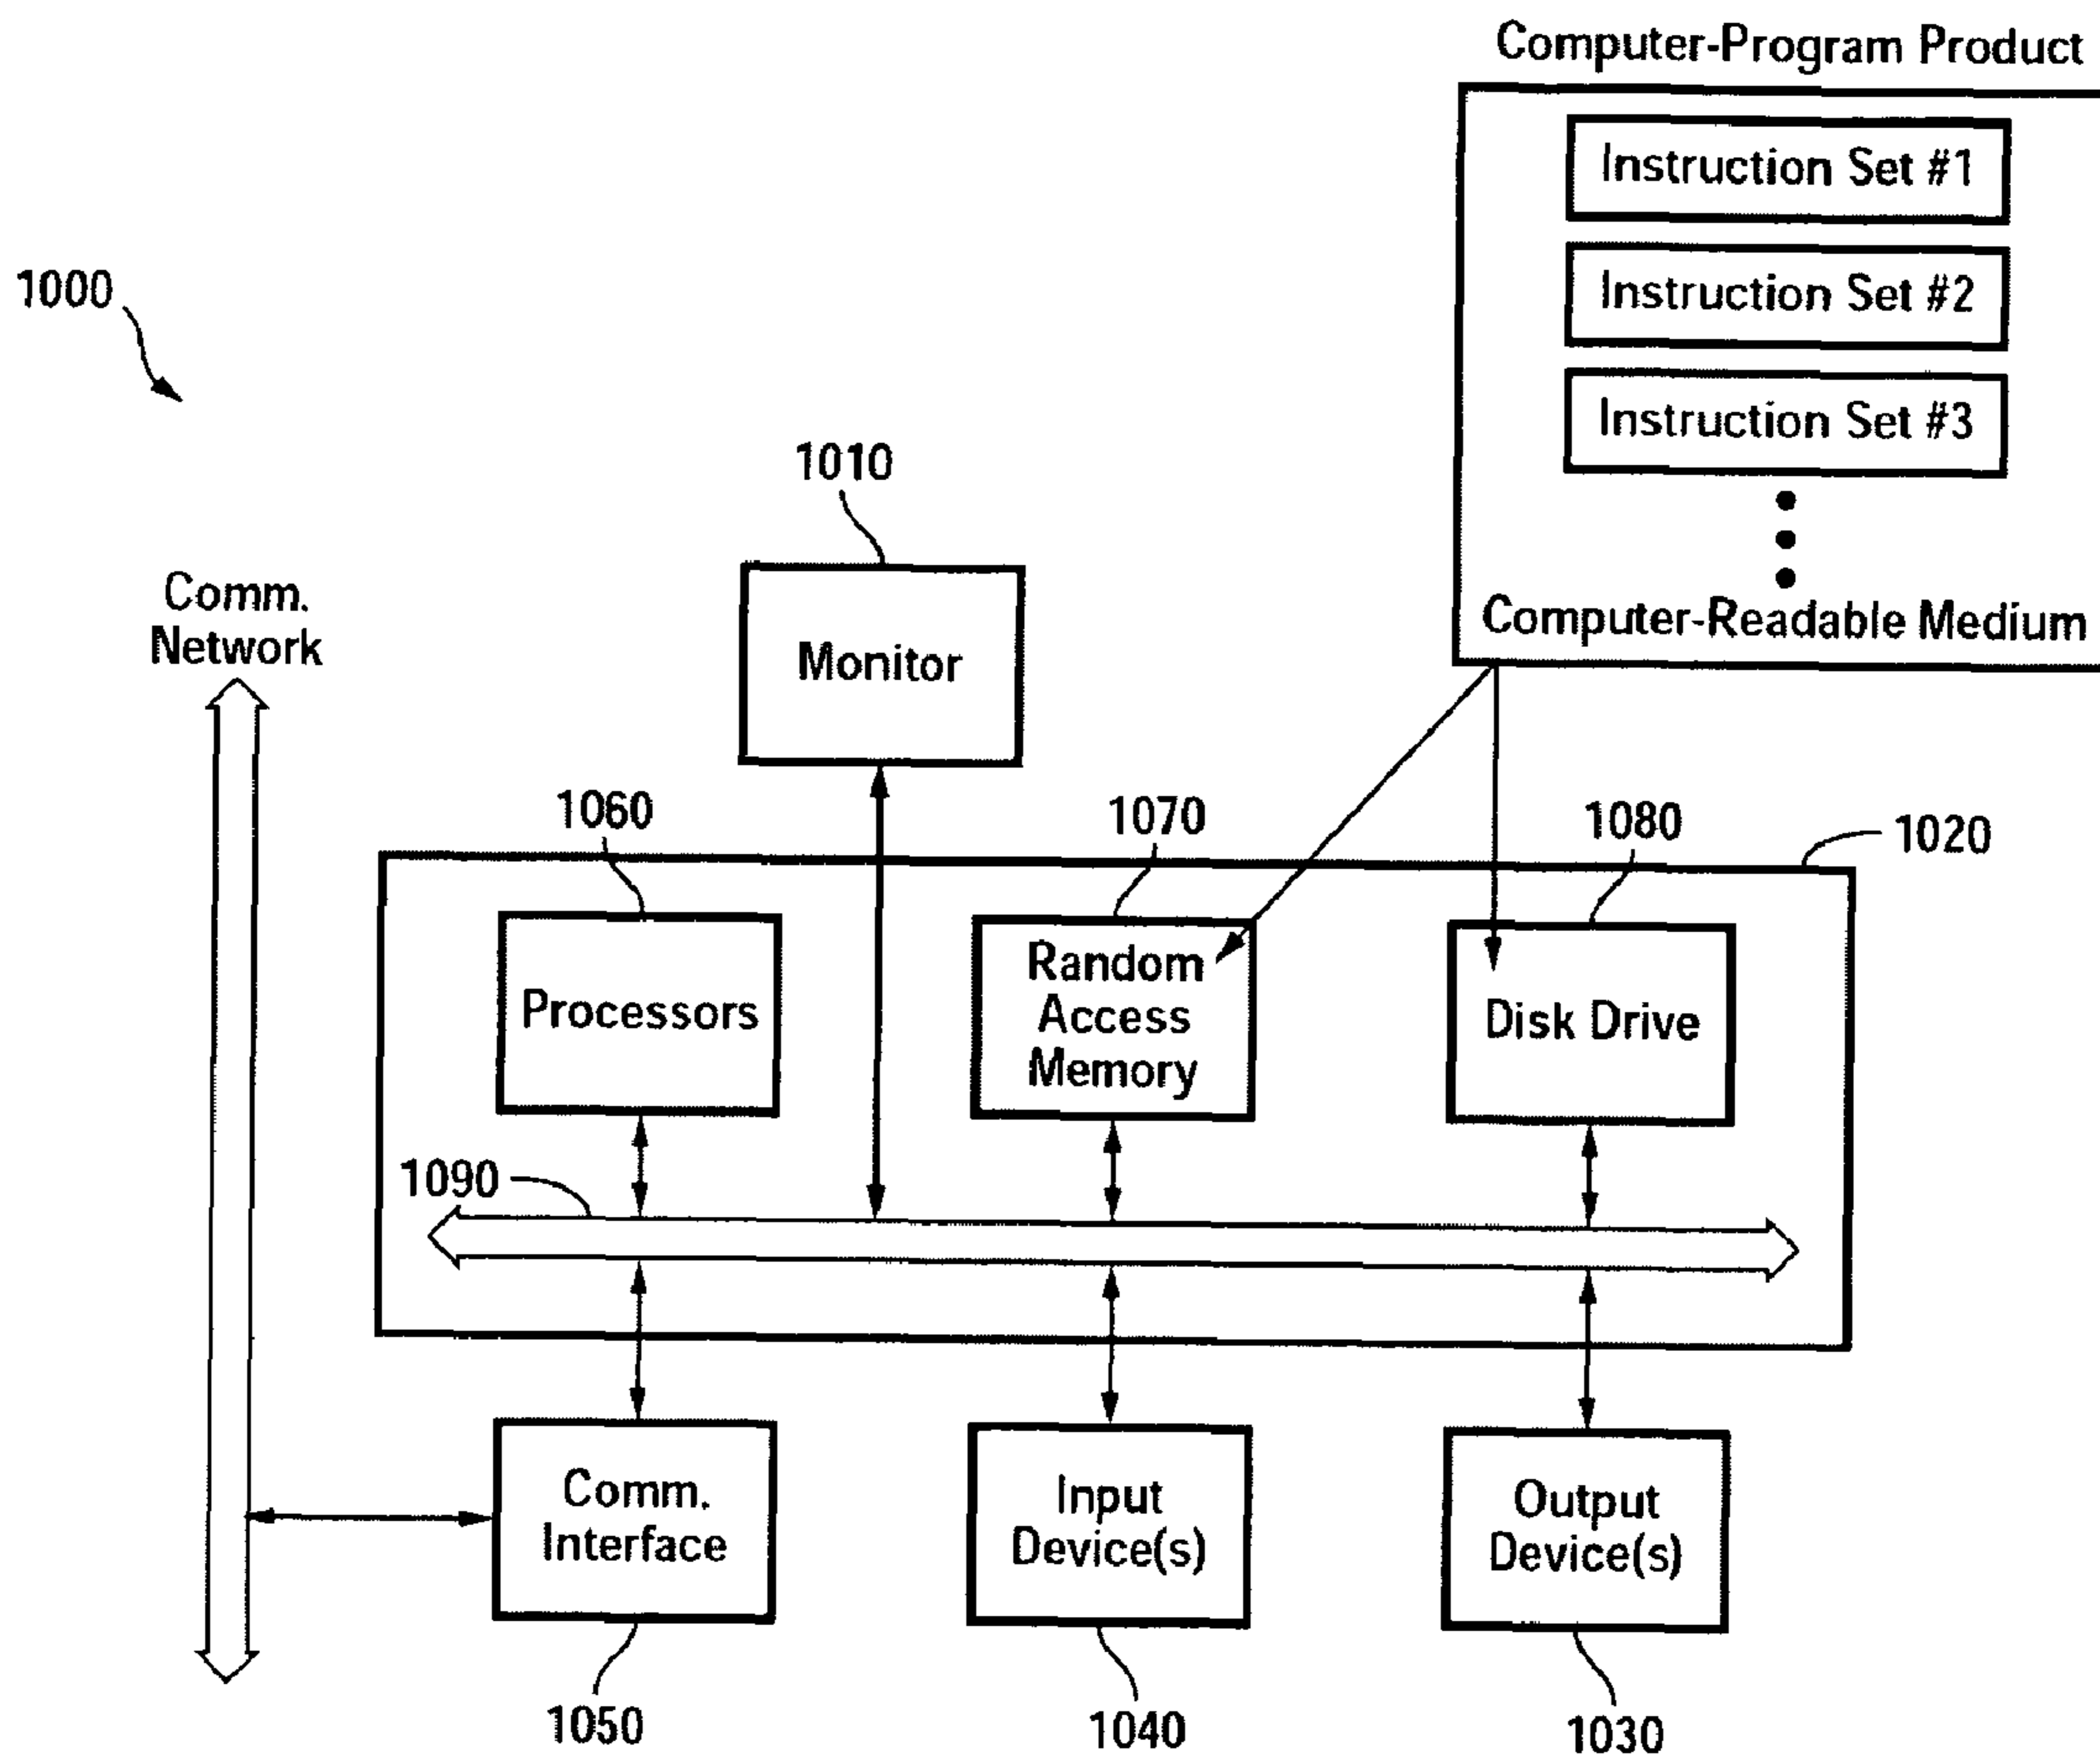 Computer-Program Product
Instruction Set #1
Instruction Set #2
Instruction Set #3
Computer-Readable Medium
1000
1010
Comm.
Network
Monitor
1060
1070
1080
1020
Processors
Random
Access
Memory
Disk Drive
1090
Comm.
Interface
Input
Device(s)
Output
Device(s)
1050
1040
1030